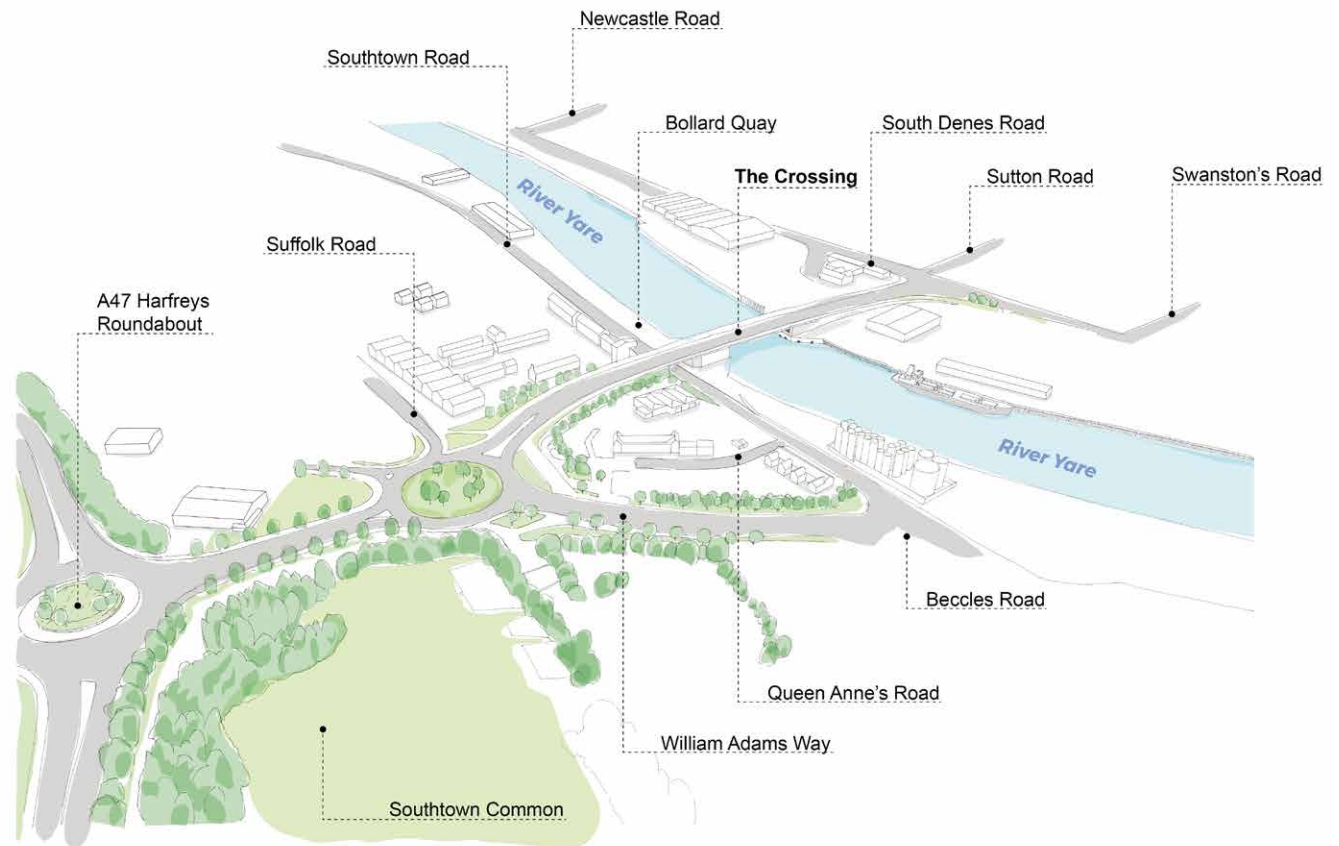 Newcastle Road
Southtown Road
Bollard Quay
South Denes Road
The Crossing
Sutton Road
Swanston's Road
River Yare
Suffolk Road
A47 Harfreys
Roundabout
River Yare
Beccles Road
Queen Anne's Road
William Adams Way
Southtown Common